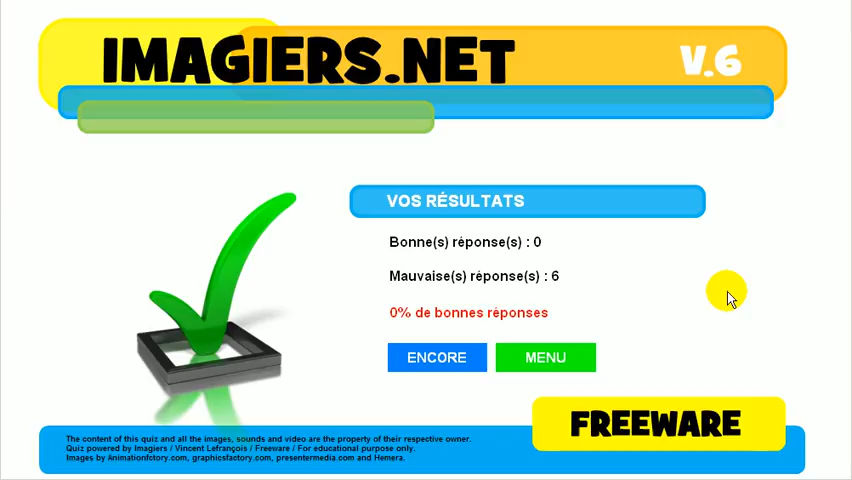 IMAGIERS.NET
V.6
VOS RÉSULTATS
Bonne(s) réponse(s) : 0
Mauvaise(s) réponse(s) : 6
0% de bonnes réponses
ENCORE
MENU
FREEWARE
The content of this quiz and all the images, sounds and video are the property of their respective owner.
Quiz powered by Imagiers / Vincent Lefrançois / Freeware / For educational purpose only.
Images by Animationfctory.com, graphicsfactory.com, presentermedia.com and Hemera.